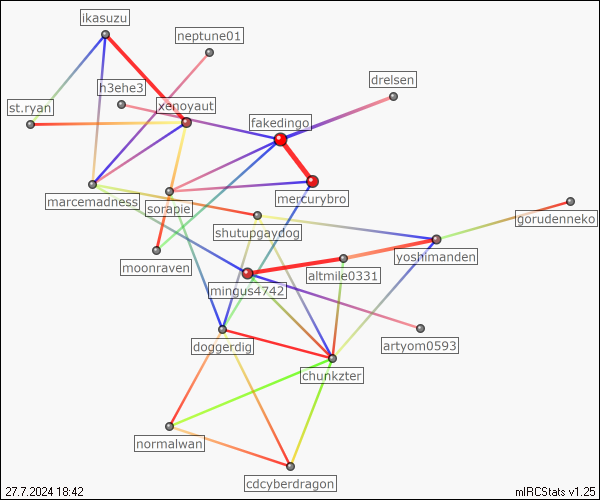 ikasuzu
neptune01
drelsen
h3ehe3
xenoyaut
st.ryan
fakedingo
mercurybro
marcemadness
sorapie
gorudenneko
shutupgaydog
yoshimanden
moonraven
altmile0331
mingus4742
doggerdig
artyom0593
chunkzter
normalwan
cdcyberdragon
27.7.2024 18:42
mIRCStats v1.25